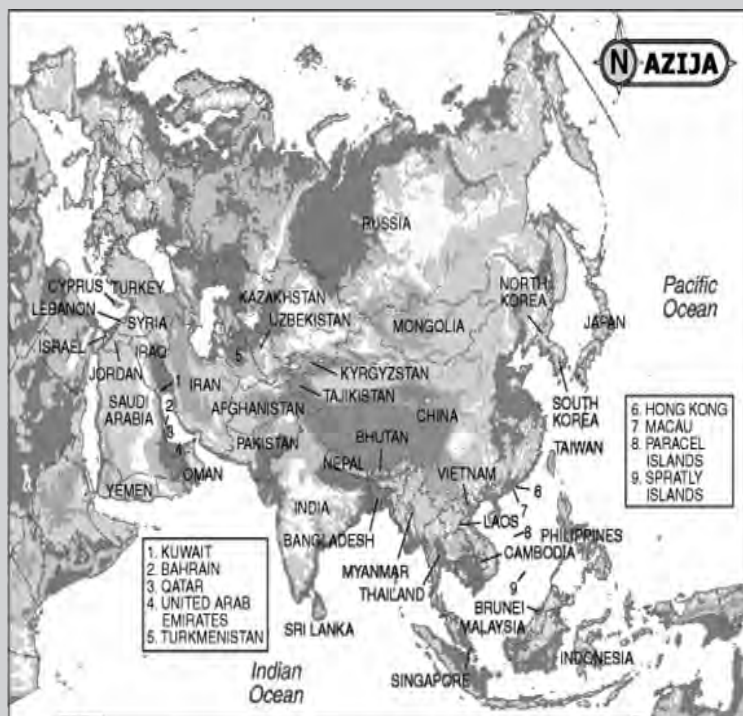 N AZIJA
RUSSIA
Pacific
Ocean
CYPRUS
TURKEY
LEBANON
SYRIA
ISRAEL
IRAQ
JORDAN
KAZAKHSTAN
UZBEKISTAN
MONGOLIA
NORTH
KOREA
JAPAN
5
KYRGYZSTAN
TAJIKISTAN
SAUDI
ARABIA
1
2
3
4
IRAN
AFGHANISTAN
CHINA
SOUTH
KOREA
PAKISTAN
BHUTAN
NEPAL
TAIWAN
OMAN
YEMEN
INDIA
BANGLADESH
VIETNAM
6
7
LAOS
8
PHILIPPINES
CAMBODIA
MYANMAR
THAILAND
9
BRUNEI
MALAYSIA
SRI LANKA
SINGAPORE
INDONESIA
Indian
Ocean
6. HONG KONG
7 MACAU
8 PARACEL
ISLANDS
9. SPRATLY
ISLANDS
1. KUWAIT
2 BAHRAIN
3, QATAR
4 UNITED ARAB
EMIRATES
5. TURKMENISTAN